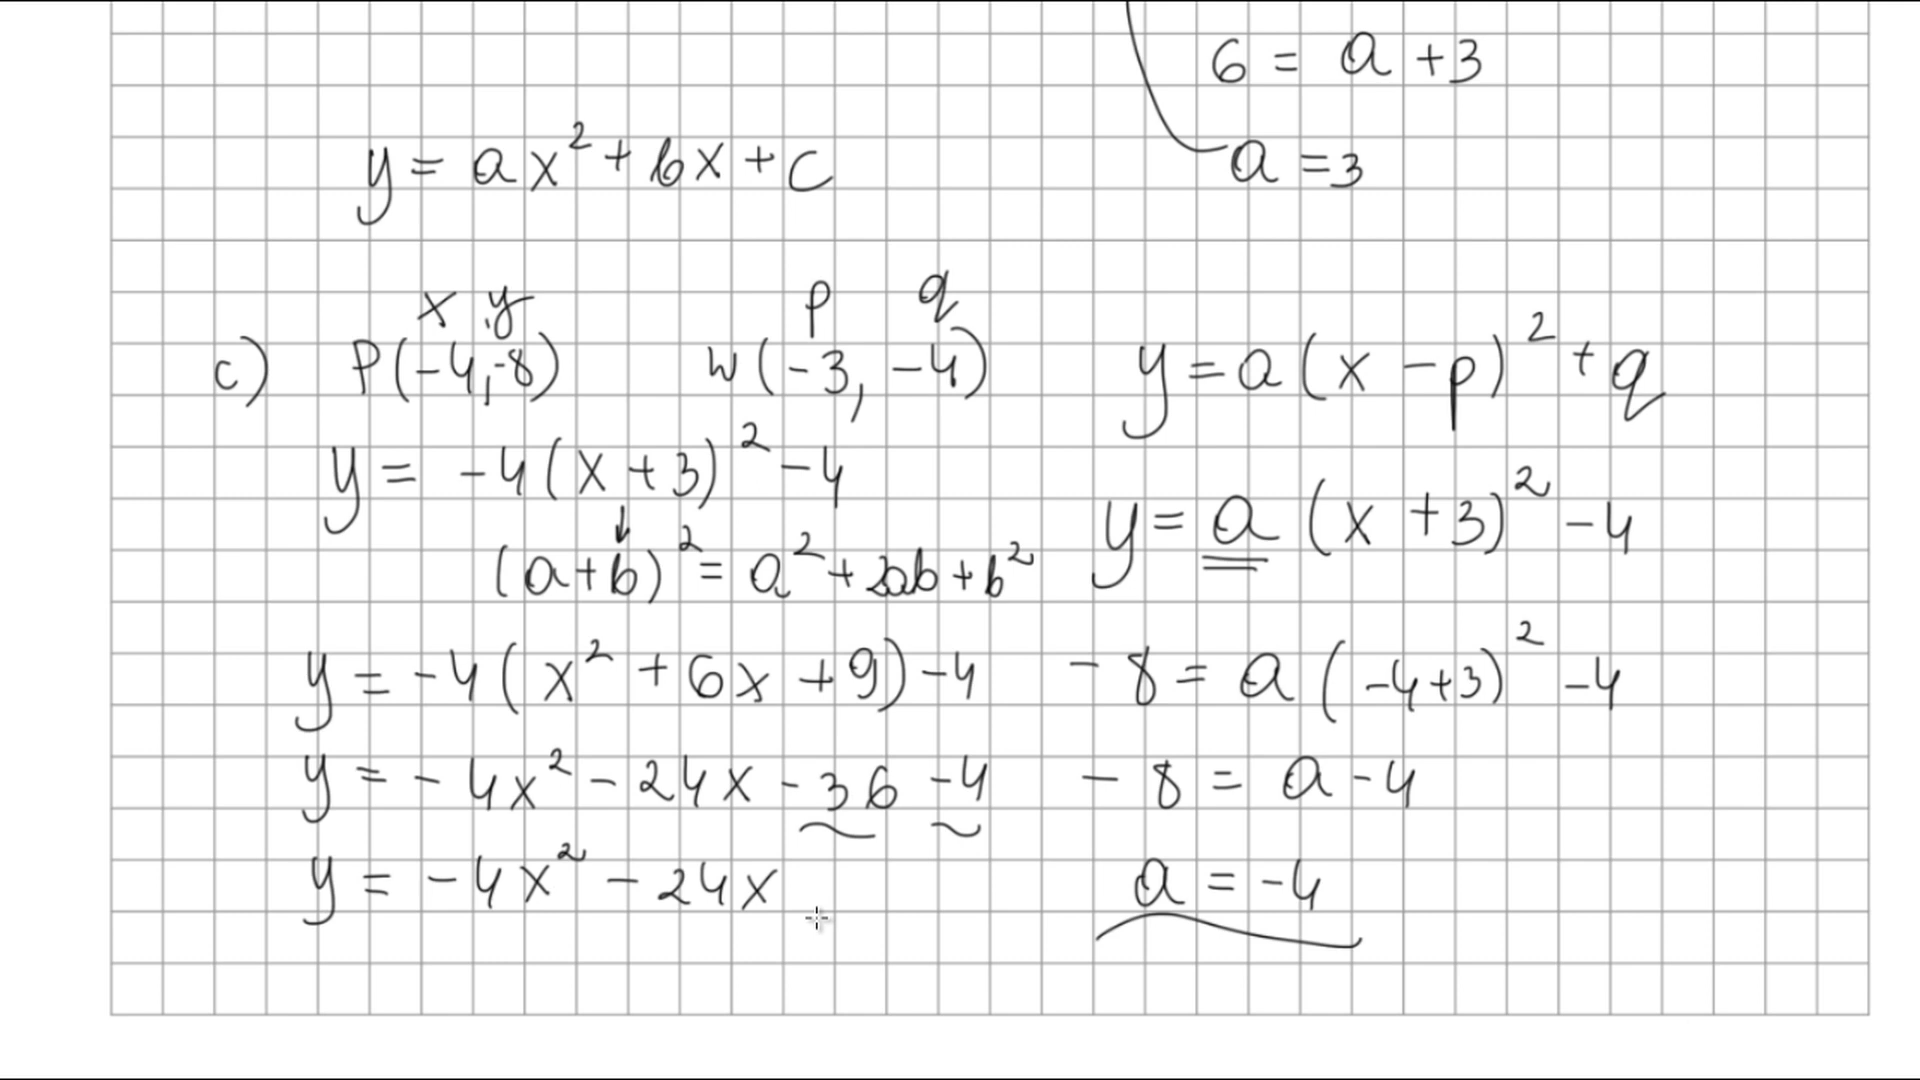 6 = a + 3
y = ax² + bx + c
a = 3
x y
p q
c) P(-4,-8) W(-3, -4) y = a(x - p)² + q
y = -4(x + 3)² - 4
y = a(x + 3)² - 4
(a+b)² = a² + 2ab + b²
y = -4(x² + 6x + 9) - 4
-8 = a(-4+3)² - 4
y = -4x² - 24x - 36 - 4
-8 = a - 4
y = -4x² - 24x
a = -4